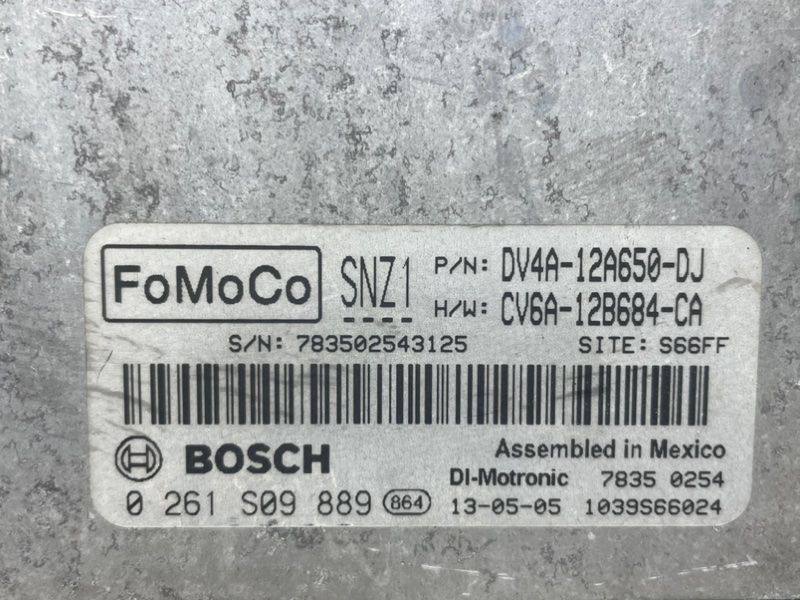 FoMoCo SNZ1 P/N: DV4A-12A650-DJ
H/W: CV6A-12B684-CA
S/N: 783502543125 SITE: S66FF
BOSCH Assembled in Mexico
DI-Motronic 7835 0254
0 261 S09 889 864 13-05-05 1039S66024